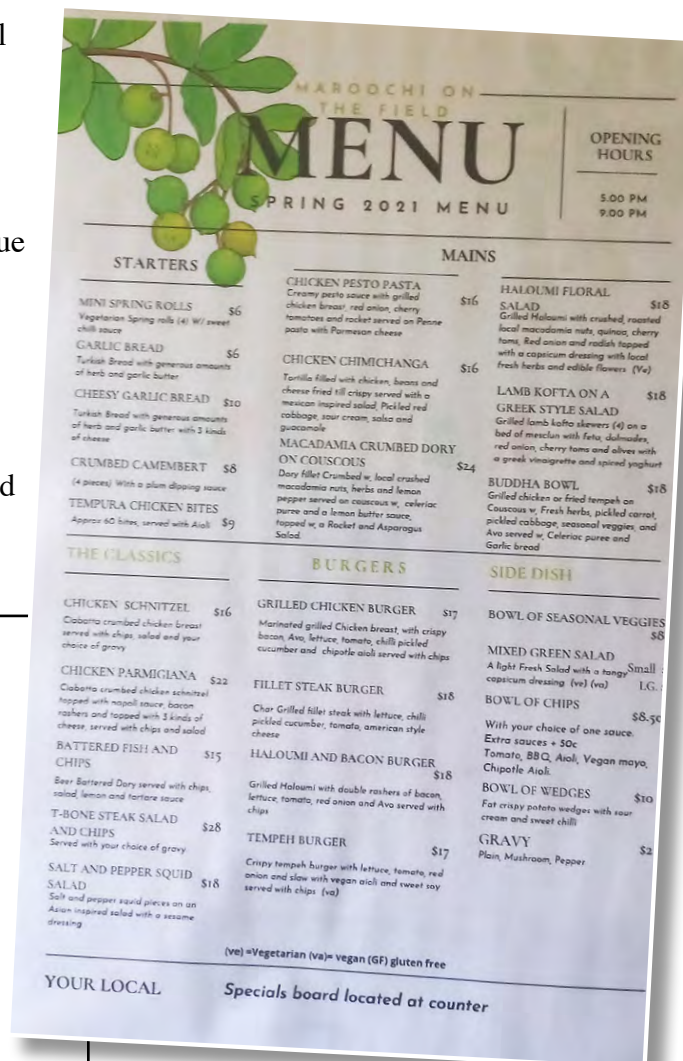 l
ue
d
MAROOCHI ON
THE FIELD
MENU
SPRING 2021 MENU
OPENING
HOURS
5.00 PM
9.00 PM
STARTERS
MINI SPRING ROLLS $6
Vegetarian Spring rolls (4) W/ sweet
chilli sauce
GARLIC BREAD $6
Turkish Bread with generous amounts
of herb and garlic butter
CHEESY GARLIC BREAD $10
Turkish Bread with generous amounts
of herb and garlic butter with 3 kinds
of cheese
CRUMBED CAMEMBERT $8
(4 pieces) With a plum dipping sauce
TEMPURA CHICKEN BITES
Approx 60 bites, served with Aioli $9
MAINS
CHICKEN PESTO PASTA
Creamy pesto sauce with grilled $16
chicken breast, red onion, cherry
tomatoes and rocket served on Penne
pasta with Parmesan cheese
CHICKEN CHIMICHANGA $16
Tortilla filled with chicken, beans and
cheese fried till crispy served with a
mexican inspired salad, Pickled red
cabbage, sour cream, salsa and
guacamole
MACADAMIA CRUMBED DORY
ON COUSCOUS $24
Dory fillet Crumbed w, local crushed
macadamia nuts, herbs and lemon
pepper served on couscous w, celeriac
puree and a lemon butter sauce,
topped w, a Rocket and Asparagus
Salad
HALOUMI FLORAL
SALAD $18
Grilled Haloumi with crushed, roasted
local macadamia nuts, quinoa, cherry
toms, Red onion and radish topped
with a capsicum dressing with local
fresh herbs and edible flowers (Ve)
LAMB KOFTA ON A $18
GREEK STYLE SALAD
Grilled lamb kofta skewers (4) on a
bed of mesclun with feta, dolmades,
red onion, cherry toms and olives with
a greek vinaigrette and spiced yoghurt
BUDDHA BOWL $18
Grilled chicken or fried tempeh on
Couscous w, Fresh herbs, pickled carrot,
pickled cabbage, seasonal veggies, and
Avo served w, Celeriac puree and
Garlic bread
THE CLASSICS
CHICKEN SCHNITZEL $16
Ciabatta crumbed chicken breast
served with chips, salad and your
choice of gravy
CHICKEN PARMIGIANA $22
Ciabatta crumbed chicken schnitzel
topped with napoli sauce, bacon
rashers and topped with 3 kinds of
cheese, served with chips and salad
BATTERED FISH AND $15
CHIPS
Beer Battered Dory served with chips,
salad, lemon and tartare sauce
T-BONE STEAK SALAD
AND CHIPS $28
Served with your choice of gravy
SALT AND PEPPER SQUID
SALAD $18
Salt and pepper squid pieces on an
Asian inspired salad with a sesame
dressing
BURGERS
GRILLED CHICKEN BURGER $17
Marinated grilled Chicken breast, with crispy
bacon, Avo, lettuce, tomato, chilli pickled
cucumber and chipotle aioli served with chips
FILLET STEAK BURGER $18
Char Grilled fillet steak with lettuce, chilli
pickled cucumber, tomato, american style
cheese
HALOUMI AND BACON BURGER
$18
Grilled Haloumi with double rashers of bacon,
lettuce, tomato, red onion and Avo served with
chips
TEMPEH BURGER $17
Crispy tempeh burger with lettuce, tomato, red
onion and slaw with vegan aioli and sweet soy
served with chips (va)
SIDE DISH
BOWL OF SEASONAL VEGGIES
$8
MIXED GREEN SALAD
A light Fresh Salad with a tangy Small
capsicum dressing (ve) (va) LG.
BOWL OF CHIPS $8.50
With your choice of one sauce.
Extra sauces + 50c
Tomato, BBQ, Aioli, Vegan mayo,
Chipotle Aioli.
BOWL OF WEDGES $10
Fat crispy potato wedges with sour
cream and sweet chilli
GRAVY $2
Plain, Mushroom, Pepper
(ve) =Vegetarian (va)= vegan (GF) gluten free
YOUR LOCAL
Specials board located at counter